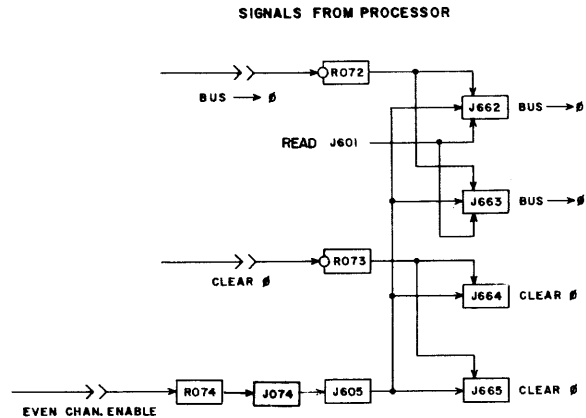 SIGNALS FROM PROCESSOR
R072
BUS → ø
J662 BUS → ø
READ J601
J663 BUS → ø
R073
CLEAR ø
J664 CLEAR ø
R074 J074 J605 J665 CLEAR ø
EVEN CHAN. ENABLE